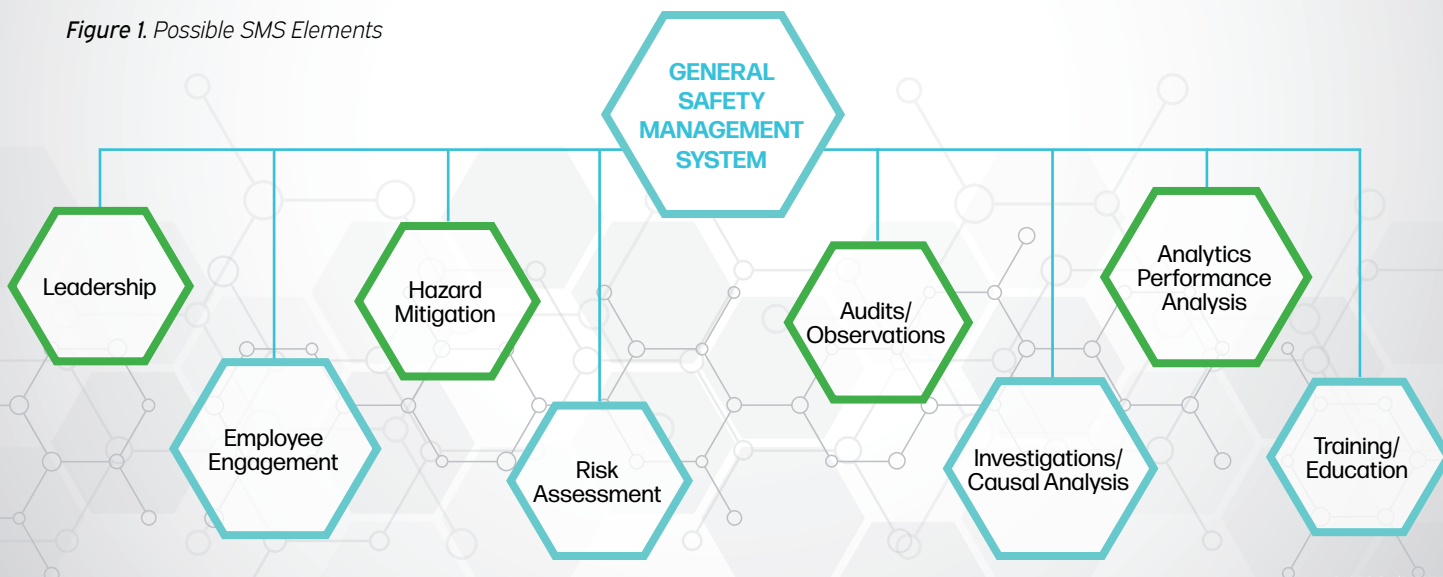 Figure 1. Possible SMS Elements
GENERAL
SAFETY
MANAGEMENT
SYSTEM
Leadership
Employee
Engagement
Hazard
Mitigation
Risk
Assessment
Audits/
Observations
Investigations/
Causal Analysis
Analytics
Performance
Analysis
Training/
Education